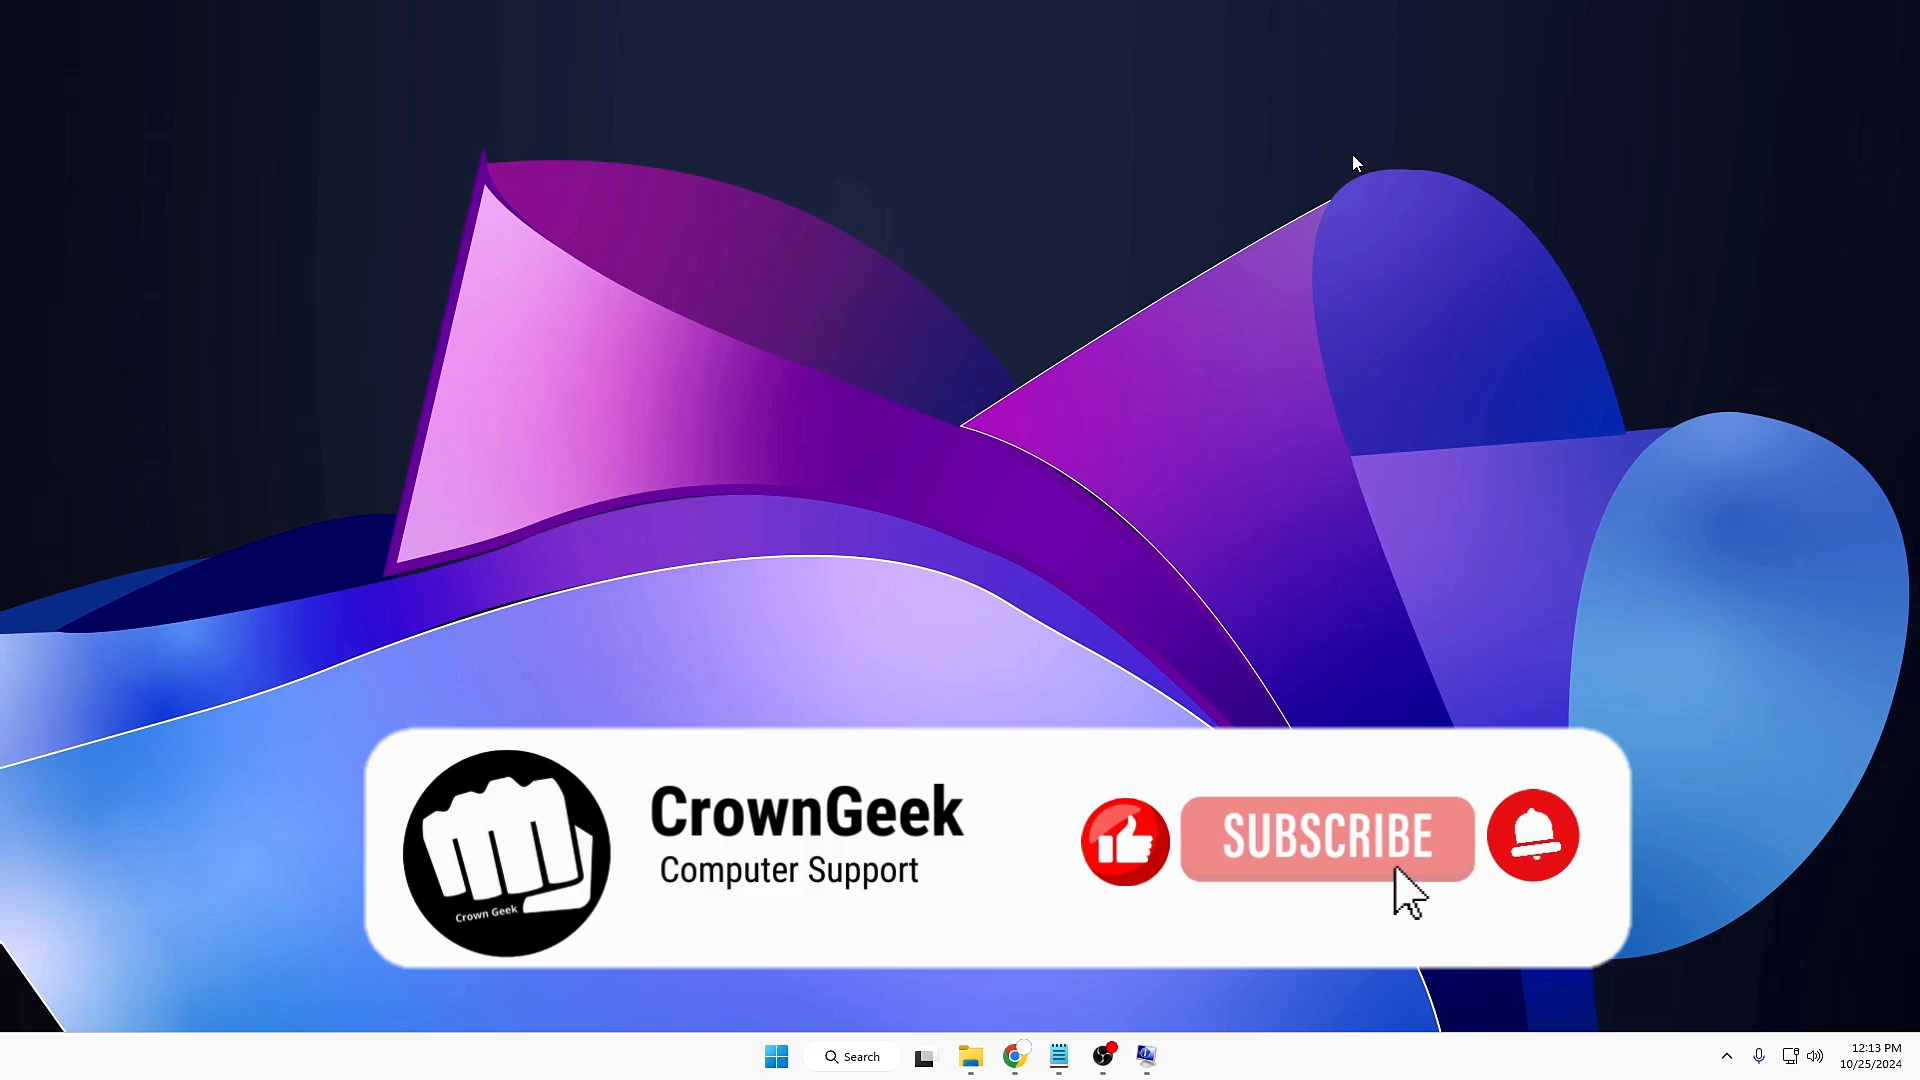 CrownGeek
Computer Support
SUBSCRIBE
Crown Geek
Search
12:13 PM
10/25/2024